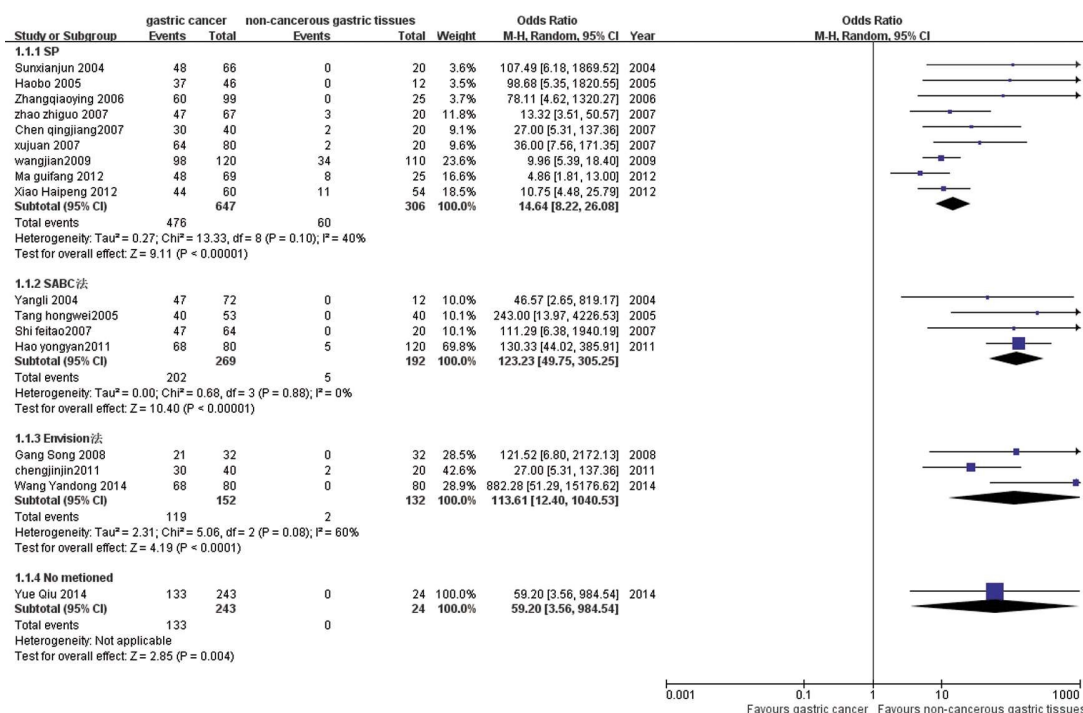 gastric cancer non-cancerous gastric tissues Odds Ratio Odds Ratio
Study or Subgroup Events Total Events Total Weight M-H, Random, 95% CI Year M-H, Random, 95% CI
1.1.1 SP
Sunxianjun 2004 48 66 0 20 3.6% 107.49 [6.18, 1869.52] 2004
Haobo 2005 37 46 0 12 3.5% 98.68 [5.35, 1820.55] 2005
Zhangqiaoying 2006 60 99 0 25 3.7% 78.11 [4.62, 1320.27] 2006
zhao zhiguo 2007 47 67 3 20 11.8% 13.32 [3.51, 50.57] 2007
Chen qingjiang2007 30 40 2 20 9.1% 27.00 [5.31, 137.36] 2007
xujuan 2007 64 80 2 20 9.6% 36.00 [7.56, 171.35] 2007
wangjian2009 98 120 34 110 23.6% 9.96 [5.39, 18.40] 2009
Ma guifang 2012 48 69 8 25 16.6% 4.86 [1.81, 13.00] 2012
Xiao Haipeng 2012 44 60 11 54 18.5% 10.75 [4.48, 25.79] 2012
Subtotal (95% CI) 647 306 100.0% 14.64 [8.22, 26.08]
Total events 476 60
Heterogeneity: Tau² = 0.27; Chi² = 13.33, df = 8 (P = 0.10); I² = 40%
Test for overall effect: Z = 9.11 (P < 0.00001)
1.1.2 SABC法
Yangli 2004 47 72 0 12 10.0% 46.57 [2.65, 819.17] 2004
Tang hongwei2005 40 53 0 40 10.1% 243.00 [13.97, 4226.53] 2005
Shi feitao2007 47 64 0 20 10.1% 111.29 [6.38, 1940.19] 2007
Hao yongyan2011 68 80 5 120 69.8% 130.33 [44.02, 385.91] 2011
Subtotal (95% CI) 269 192 100.0% 123.23 [49.75, 305.25]
Total events 202 5
Heterogeneity: Tau² = 0.00; Chi² = 0.68, df = 3 (P = 0.88); I² = 0%
Test for overall effect: Z = 10.40 (P < 0.00001)
1.1.3 Envision法
Gang Song 2008 21 32 0 32 28.5% 121.52 [6.80, 2172.13] 2008
chengjinjin2011 30 40 2 20 42.6% 27.00 [5.31, 137.36] 2011
Wang Yandong 2014 68 80 0 80 28.9% 882.28 [51.29, 15176.62] 2014
Subtotal (95% CI) 152 132 100.0% 113.61 [12.40, 1040.53]
Total events 119 2
Heterogeneity: Tau² = 2.31; Chi² = 5.06, df = 2 (P = 0.08); I² = 60%
Test for overall effect: Z = 4.19 (P < 0.0001)
1.1.4 No metioned
Yue Qiu 2014 133 243 0 24 100.0% 59.20 [3.56, 984.54] 2014
Subtotal (95% CI) 243 24 100.0% 59.20 [3.56, 984.54]
Total events 133 0
Heterogeneity: Not applicable
Test for overall effect: Z = 2.85 (P = 0.004)
0.001 0.1 1 10 1000
Favours gastric cancer Favours non-cancerous gastric tissues